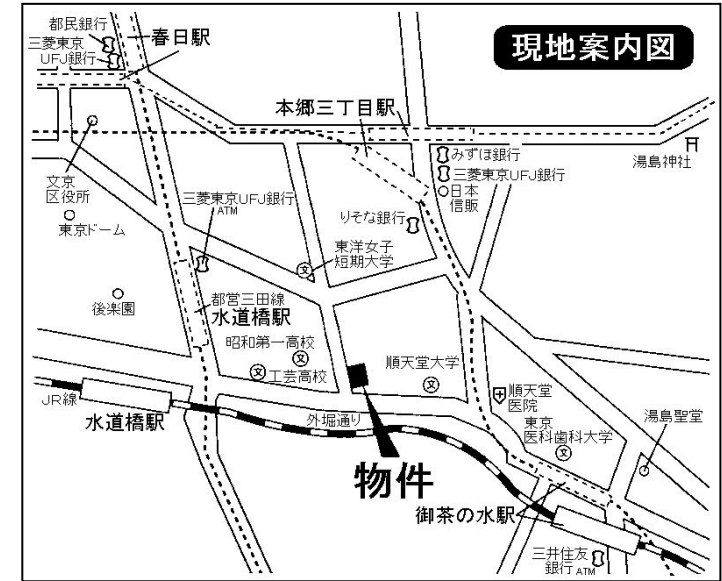 現地案内図
都民銀行
春日駅
三菱東京
UFJ銀行
本郷三丁目駅
みずほ銀行
三菱東京UFJ銀行
日本
信販
湯島神社
文京
区役所
東京ドーム
三菱東京UFJ銀行
ATM
りそな銀行
文
東洋女子
短期大学
後楽園
都営三田線
水道橋駅
昭和第一高校
文
文
工芸高校
順天堂大学
文
順天堂
医院
東京
医科歯科大学
文
湯島聖堂
JR線
水道橋駅
外堀通り
物件
御茶の水駅
三井住友
銀行 ATM